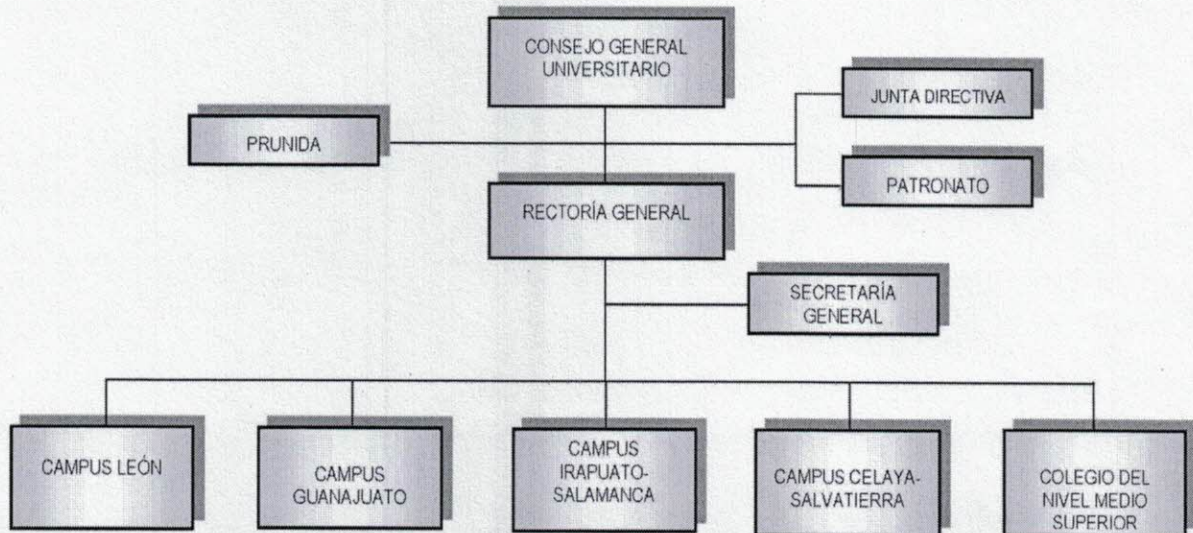 CONSEJO GENERAL
UNIVERSITARIO
JUNTA DIRECTIVA
PRUNIDA
PATRONATO
RECTORÍA GENERAL
SECRETARÍA
GENERAL
CAMPUS LEÓN
CAMPUS
GUANAJUATO
CAMPUS
IRAPUATO-
SALAMANCA
CAMPUS CELAYA-
SALVATIERRA
COLEGIO DEL
NIVEL MEDIO
SUPERIOR